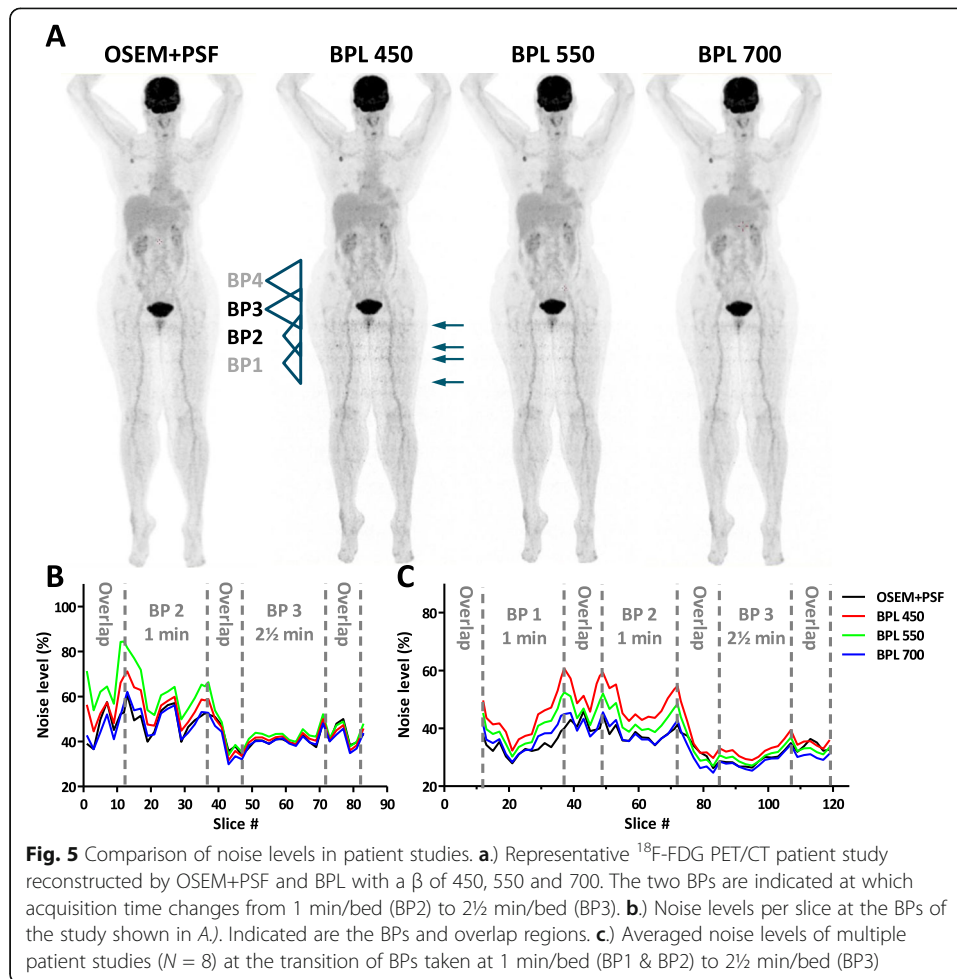 A
OSEM+PSF BPL 450 BPL 550 BPL 700
BP4
BP3
BP2
BP1
B
Noise level (%)
100
80
60
40
20
Overlap
BP 2
1 min
Overlap
BP 3
2½ min
Overlap
0 10 20 30 40 50 60 70 80 90
Slice #
C
Noise level (%)
80
60
40
20
Overlap
BP 1
1 min
Overlap
BP 2
1 min
Overlap
BP 3
2½ min
Overlap
0 20 40 60 80 100 120
Slice #
OSEM+PSF
BPL 450
BPL 550
BPL 700
Fig. 5 Comparison of noise levels in patient studies. a.) Representative ¹⁸F-FDG PET/CT patient study
reconstructed by OSEM+PSF and BPL with a β of 450, 550 and 700. The two BPs are indicated at which
acquisition time changes from 1 min/bed (BP2) to 2½ min/bed (BP3). b.) Noise levels per slice at the BPs of
the study shown in A.). Indicated are the BPs and overlap regions. c.) Averaged noise levels of multiple
patient studies (N = 8) at the transition of BPs taken at 1 min/bed (BP1 & BP2) to 2½ min/bed (BP3)